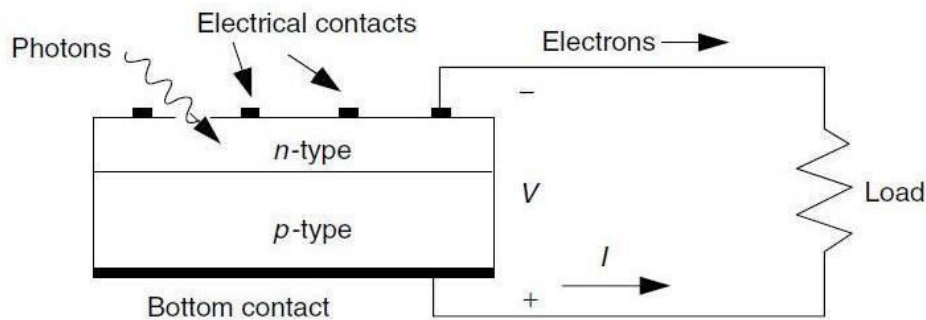 Photons
Electrical contacts
Electrons
−
n-type
V
Load
p-type
I
+
Bottom contact